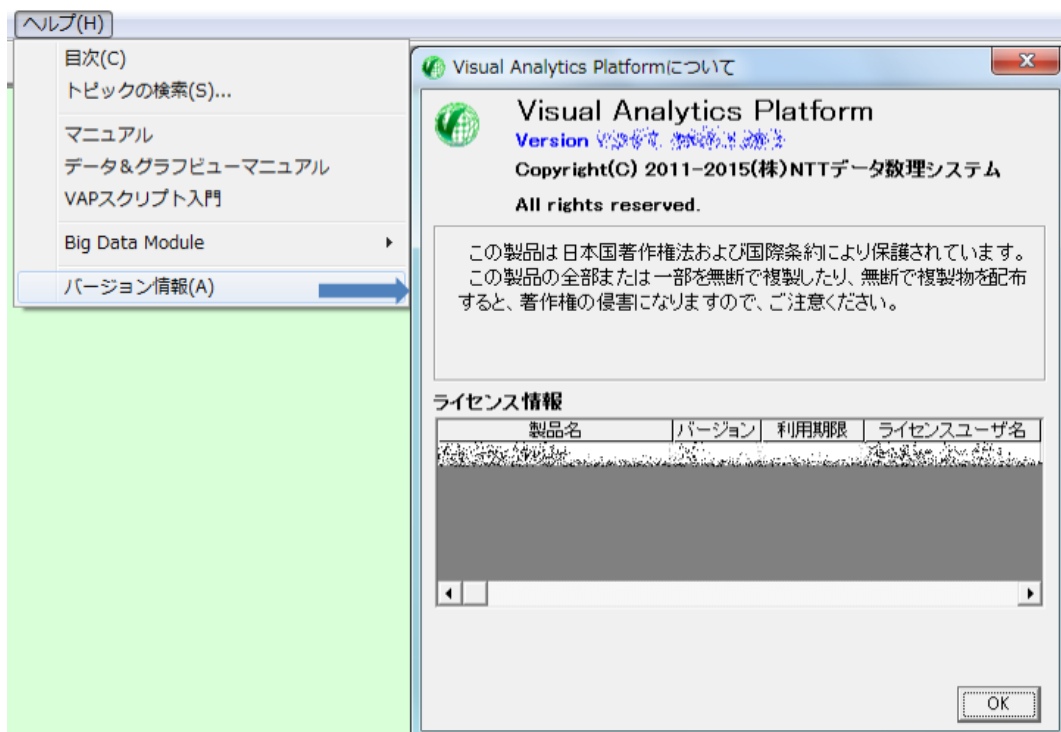 ヘルプ(H)
目次(C)
トピックの検索(S)...
マニュアル
データ&グラフビューマニュアル
VAPスクリプト入門
Big Data Module
バージョン情報(A)
Visual Analytics Platformについて
Visual Analytics Platform
Version
Copyright(C) 2011-2015(株)NTTデータ数理システム
All rights reserved.
この製品は日本国著作権法および国際条約により保護されています。
この製品の全部または一部を無断で複製したり、無断で複製物を配布
すると、著作権の侵害になりますので、ご注意ください。
ライセンス情報
製品名 バージョン 利用期限 ライセンスユーザ名
OK